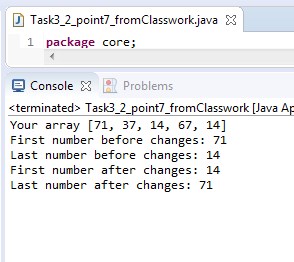 Task3_2_point7_fromClasswork.java
1 package core;
Console Problems
<terminated> Task3_2_point7_fromClasswork [Java Ap
Your array [71, 37, 14, 67, 14]
First number before changes: 71
Last number before changes: 14
First number after changes: 14
Last number after changes: 71